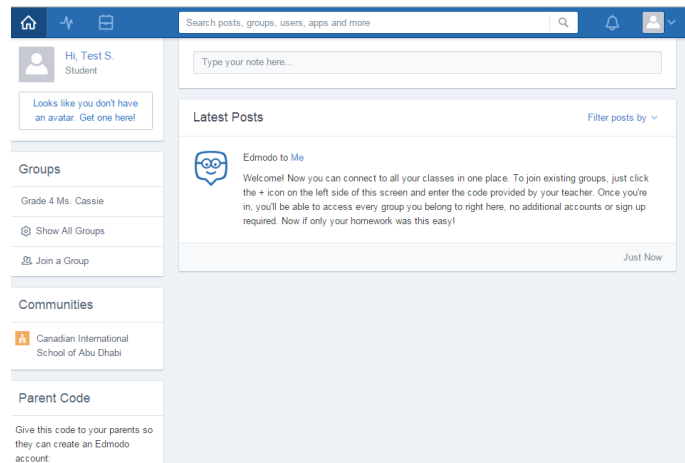 Search posts, groups, users, apps and more
Hi, Test S.
Student
Looks like you don't have
an avatar. Get one here!
Groups
Grade 4 Ms. Cassie
Show All Groups
Join a Group
Communities
Canadian International
School of Abu Dhabi
Parent Code
Give this code to your parents so
they can create an Edmodo
account:
Type your note here...
Latest Posts
Filter posts by
Edmodo to Me
Welcome! Now you can connect to all your classes in one place. To join existing groups, just click
the + icon on the left side of this screen and enter the code provided by your teacher. Once you're
in, you'll be able to access every group you belong to right here, no additional accounts or sign up
required. Now if only your homework was this easy!
Just Now